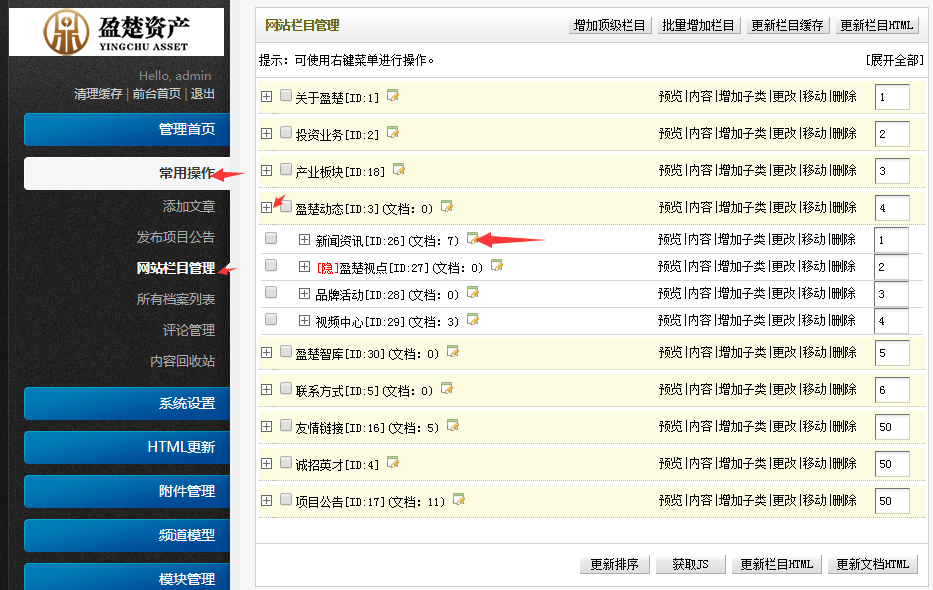 盈楚资产
YINGCHU ASSET
Hello, admin
清理缓存 | 前台首页 | 退出
管理首页
常用操作
添加文章
发布项目公告
网站栏目管理
所有档案列表
评论管理
内容回收站
系统设置
HTML更新
附件管理
频道模型
模块管理
网站栏目管理 增加顶级栏目 批量增加栏目 更新栏目缓存 更新栏目HTML
提示：可使用右键菜单进行操作。 [展开全部]
关于盈楚[ID:1] 预览|内容|增加子类|更改|移动|删除 1
投资业务[ID:2] 预览|内容|增加子类|更改|移动|删除 2
产业板块[ID:18] 预览|内容|增加子类|更改|移动|删除 3
盈楚动态[ID:3](文档：0) 预览|内容|增加子类|更改|移动|删除 4
新闻资讯[ID:26](文档：7) 预览|内容|增加子类|更改|移动|删除 1
[隐]盈楚视点[ID:27](文档：0) 预览|内容|增加子类|更改|移动|删除 2
品牌活动[ID:28](文档：0) 预览|内容|增加子类|更改|移动|删除 3
视频中心[ID:29](文档：3) 预览|内容|增加子类|更改|移动|删除 4
盈楚智库[ID:30](文档：0) 预览|内容|增加子类|更改|移动|删除 5
联系方式[ID:5](文档：0) 预览|内容|增加子类|更改|移动|删除 6
友情链接[ID:16](文档：5) 预览|内容|增加子类|更改|移动|删除 50
诚招英才[ID:4] 预览|内容|增加子类|更改|移动|删除 50
项目公告[ID:17](文档：11) 预览|内容|增加子类|更改|移动|删除 50
更新排序 获取JS 更新栏目HTML 更新文档HTML